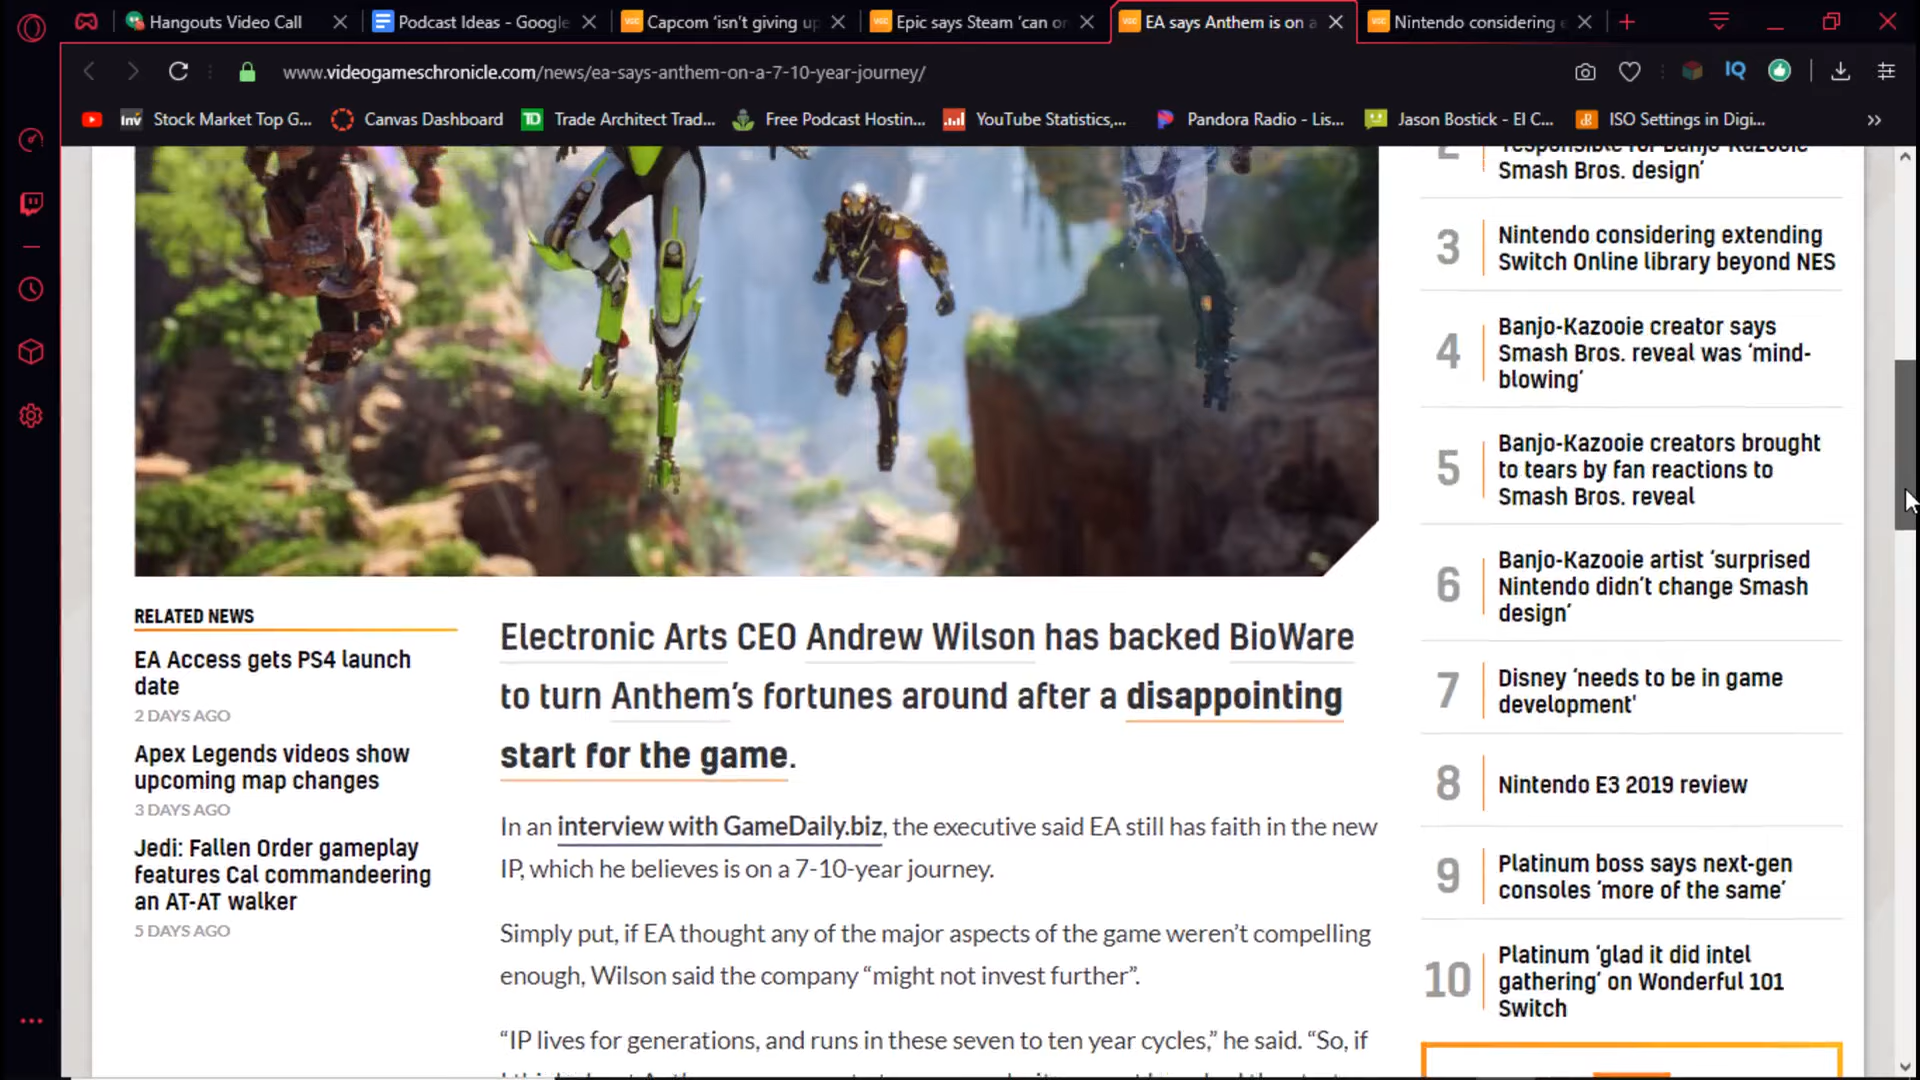 Hangouts Video Call
Podcast Ideas - Google
Capcom 'isn't giving up
Epic says Steam 'can on
EA says Anthem is on a
Nintendo considering e
www.videogameschronicle.com/news/ea-says-anthem-on-a-7-10-year-journey/
IQ
Inv Stock Market Top G...
Canvas Dashboard
TD Trade Architect Trad...
Free Podcast Hostin...
YouTube Statistics,...
Pandora Radio - Lis...
Jason Bostick - El C...
ISO Settings in Digi...
»
RELATED NEWS
EA Access gets PS4 launch
date
2 DAYS AGO
Apex Legends videos show
upcoming map changes
3 DAYS AGO
Jedi: Fallen Order gameplay
features Cal commandeering
an AT-AT walker
5 DAYS AGO
Electronic Arts CEO Andrew Wilson has backed BioWare
to turn Anthem's fortunes around after a disappointing
start for the game.
In an interview with GameDaily.biz, the executive said EA still has faith in the new
IP, which he believes is on a 7-10-year journey.
Simply put, if EA thought any of the major aspects of the game weren't compelling
enough, Wilson said the company “might not invest further”.
“IP lives for generations, and runs in these seven to ten year cycles,” he said. “So, if
2 responsible for Banjo-Kazooie
Smash Bros. design'
3 Nintendo considering extending
Switch Online library beyond NES
4 Banjo-Kazooie creator says
Smash Bros. reveal was 'mind-
blowing'
5 Banjo-Kazooie creators brought
to tears by fan reactions to
Smash Bros. reveal
6 Banjo-Kazooie artist 'surprised
Nintendo didn't change Smash
design'
7 Disney 'needs to be in game
development'
8 Nintendo E3 2019 review
9 Platinum boss says next-gen
consoles 'more of the same'
10 Platinum 'glad it did intel
gathering' on Wonderful 101
Switch